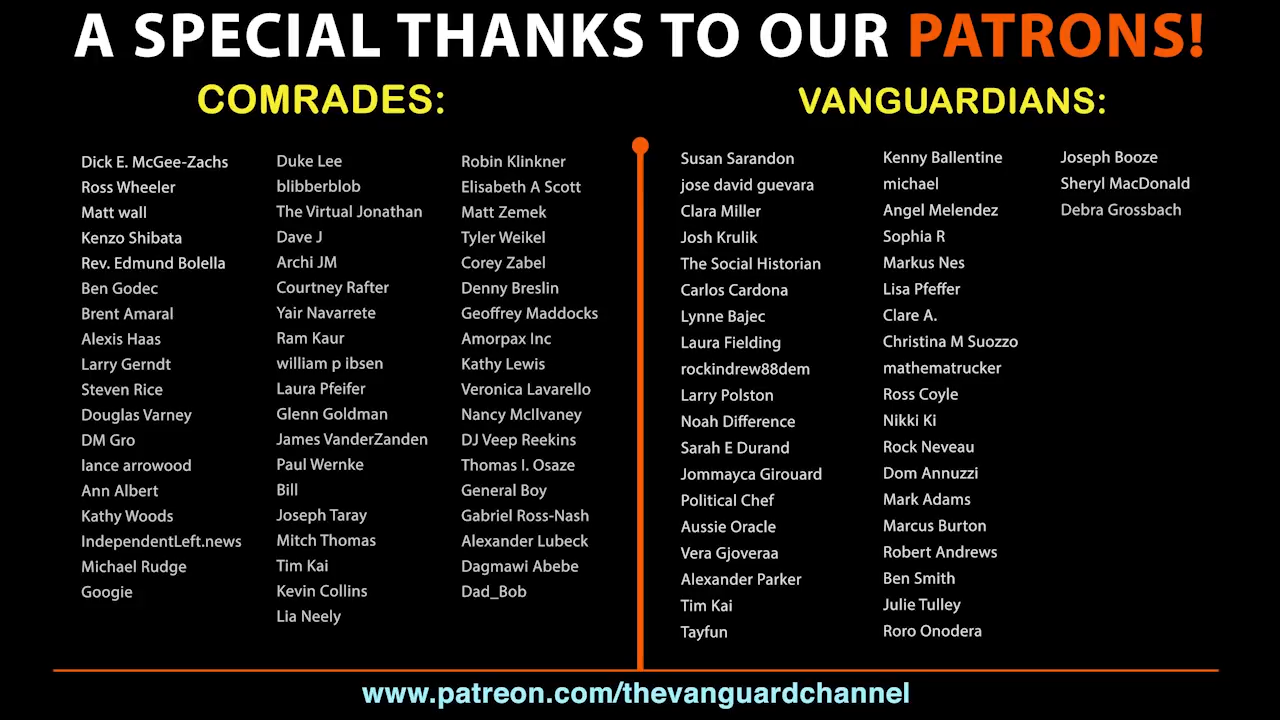 A SPECIAL THANKS TO OUR PATRONS!
COMRADES:
Dick E. McGee-Zachs
Ross Wheeler
Matt wall
Kenzo Shibata
Rev. Edmund Bolella
Ben Godec
Brent Amaral
Alexis Haas
Larry Gerndt
Steven Rice
Douglas Varney
DM Gro
lance arrowood
Ann Albert
Kathy Woods
IndependentLeft.news
Michael Rudge
Googie
Duke Lee
blibberblob
The Virtual Jonathan
Dave J
Archi JM
Courtney Rafter
Yair Navarrete
Ram Kaur
william p ibsen
Laura Pfeifer
Glenn Goldman
James VanderZanden
Paul Wernke
Bill
Joseph Taray
Mitch Thomas
Tim Kai
Kevin Collins
Lia Neely
Robin Klinkner
Elisabeth A Scott
Matt Zemek
Tyler Weikel
Corey Zabel
Denny Breslin
Geoffrey Maddocks
Amorpax Inc
Kathy Lewis
Veronica Lavarello
Nancy McIlvaney
DJ Veep Reekins
Thomas I. Osaze
General Boy
Gabriel Ross-Nash
Alexander Lubeck
Dagmawi Abebe
Dad_Bob
VANGUARDIANS:
Susan Sarandon
jose david guevara
Clara Miller
Josh Krulik
The Social Historian
Carlos Cardona
Lynne Bajec
Laura Fielding
rockindrew88dem
Larry Polston
Noah Difference
Sarah E Durand
Jommayca Girouard
Political Chef
Aussie Oracle
Vera Gjoveraa
Alexander Parker
Tim Kai
Tayfun
Kenny Ballentine
michael
Angel Melendez
Sophia R
Markus Nes
Lisa Pfeffer
Clare A.
Christina M Suozzo
mathematrucker
Ross Coyle
Nikki Ki
Rock Neveau
Dom Annuzzi
Mark Adams
Marcus Burton
Robert Andrews
Ben Smith
Julie Tulley
Roro Onodera
Joseph Booze
Sheryl MacDonald
Debra Grossbach
www.patreon.com/thevanguardchannel